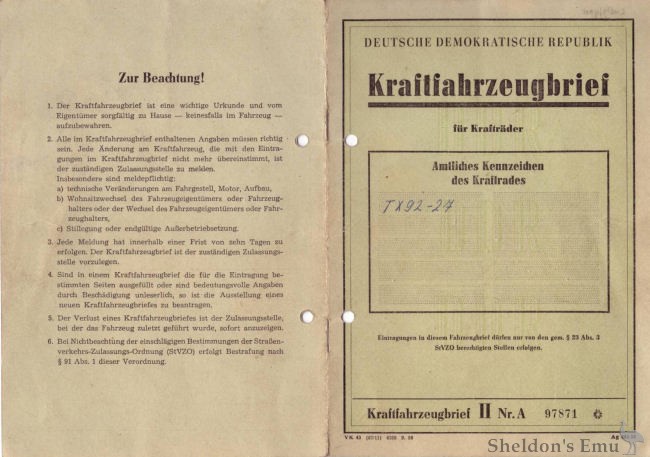 Zur Beachtung!
1. Der Kraftfahrzeugbrief ist eine wichtige Urkunde und vom
Eigentümer sorgfältig zu Hause — keinesfalls im Fahrzeug —
aufzubewahren.
2. Alle im Kraftfahrzeugbrief enthaltenen Angaben müssen richtig
sein. Jede Änderung am Kraftfahrzeug, die mit den Eintra-
gungen im Kraftfahrzeugbrief nicht mehr übereinstimmt, ist
der zuständigen Zulassungsstelle zu melden.
Insbesondere sind meldepflichtig:
a) technische Veränderungen am Fahrgestell, Motor, Aufbau,
b) Wohnsitzwechsel des Fahrzeugeigentümers oder Fahrzeug-
halters oder der Wechsel des Fahrzeugeigentümers oder Fahr-
zeughalters,
c) Stillegung oder endgültige Außerbetriebsetzung.
3. Jede Meldung hat innerhalb einer Frist von zehn Tagen zu
erfolgen. Der Kraftfahrzeugbrief ist der zuständigen Zulassungs-
stelle vorzulegen.
4. Sind in einem Kraftfahrzeugbrief die für die Eintragung be-
stimmten Seiten ausgefüllt oder sind bedeutungsvolle Angaben
durch Beschädigung unleserlich, so ist die Ausstellung eines
neuen Kraftfahrzeugbriefes zu beantragen.
5. Der Verlust eines Kraftfahrzeugbriefes ist der Zulassungsstelle,
bei der das Fahrzeug zuletzt geführt wurde, sofort anzuzeigen.
6. Bei Nichtbeachtung der einschlägigen Bestimmungen der Straßen-
verkehrs-Zulassungs-Ordnung (StVZO) erfolgt Bestrafung nach
§ 91 Abs. 1 dieser Verordnung.
DEUTSCHE DEMOKRATISCHE REPUBLIK
Kraftfahrzeugbrief
für Krafträder
Amtliches Kennzeichen
des Kraftrades
TX92-27
Eintragungen in diesem Fahrzeugbrief dürfen nur von den gem. § 23 Abs. 3
StVZO berechtigten Stellen erfolgen.
Kraftfahrzeugbrief II Nr. A 97871
VK 43
Ag
Sheldon's Emu